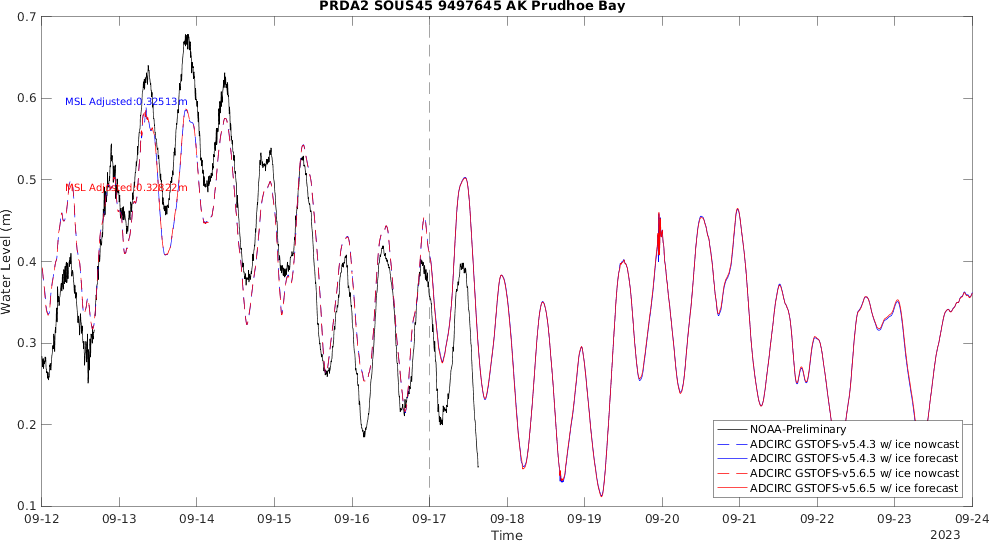 PRDA2 SOUS45 9497645 AK Prudhoe Bay
0.7
0.6
0.5
0.4
0.3
0.2
0.1
Water Level (m)
MSL Adjusted:0.32513m
MSL Adjusted:0.32822m
NOAA-Preliminary
ADCIRC GSTOFS-v5.4.3 w/ ice nowcast
ADCIRC GSTOFS-v5.4.3 w/ ice forecast
ADCIRC GSTOFS-v5.6.5 w/ ice nowcast
ADCIRC GSTOFS-v5.6.5 w/ ice forecast
09-12 09-13 09-14 09-15 09-16 09-17 09-18 09-19 09-20 09-21 09-22 09-23 09-24
Time
2023